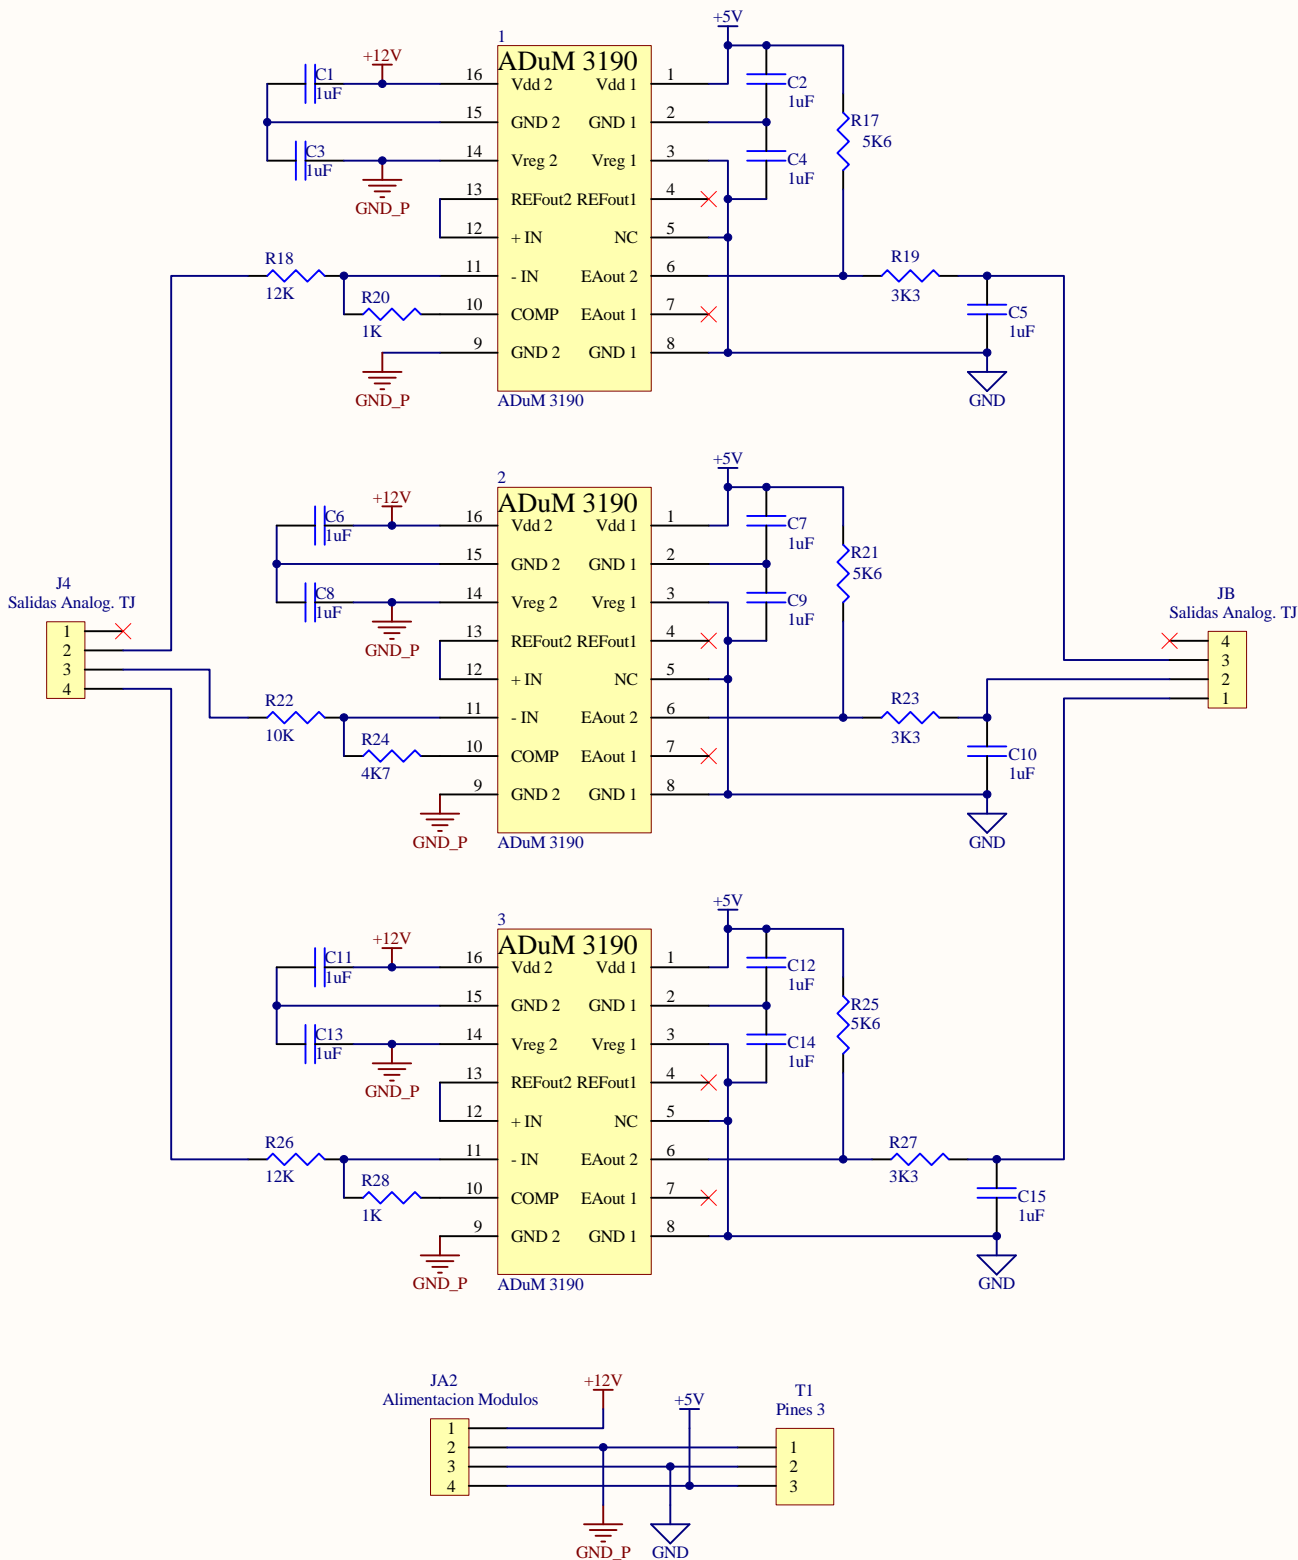 +5V
1
ADuM 3190
+12V
C1
1uF
16
Vdd 2
Vdd 1
1
C2
1uF
15
GND 2
GND 1
2
R17
5K6
C3
1uF
14
Vreg 2
Vreg 1
3
C4
1uF
GND_P
13
REFout2
REFout1
4
12
+ IN
NC
5
R18
12K
11
- IN
EAout 2
6
R19
3K3
R20
1K
10
COMP
EAout 1
7
C5
1uF
9
GND 2
GND 1
8
GND_P
GND
ADuM 3190
+5V
2
ADuM 3190
+12V
C6
1uF
16
Vdd 2
Vdd 1
1
C7
1uF
15
GND 2
GND 1
2
R21
5K6
C8
1uF
14
Vreg 2
Vreg 1
3
C9
1uF
GND_P
13
REFout2
REFout1
4
12
+ IN
NC
5
J4
Salidas Analog. TJ
1
2
3
4
JB
Salidas Analog. TJ
4
3
2
1
R22
10K
11
- IN
EAout 2
6
R23
3K3
R24
4K7
10
COMP
EAout 1
7
C10
1uF
9
GND 2
GND 1
8
GND_P
GND
ADuM 3190
+5V
3
ADuM 3190
+12V
C11
1uF
16
Vdd 2
Vdd 1
1
C12
1uF
15
GND 2
GND 1
2
R25
5K6
C13
1uF
14
Vreg 2
Vreg 1
3
C14
1uF
GND_P
13
REFout2
REFout1
4
12
+ IN
NC
5
R26
12K
11
- IN
EAout 2
6
R27
3K3
R28
1K
10
COMP
EAout 1
7
C15
1uF
9
GND 2
GND 1
8
GND_P
GND
ADuM 3190
JA2
Alimentacion Modulos
1
2
3
4
+12V
+5V
T1
Pines 3
1
2
3
GND_P
GND